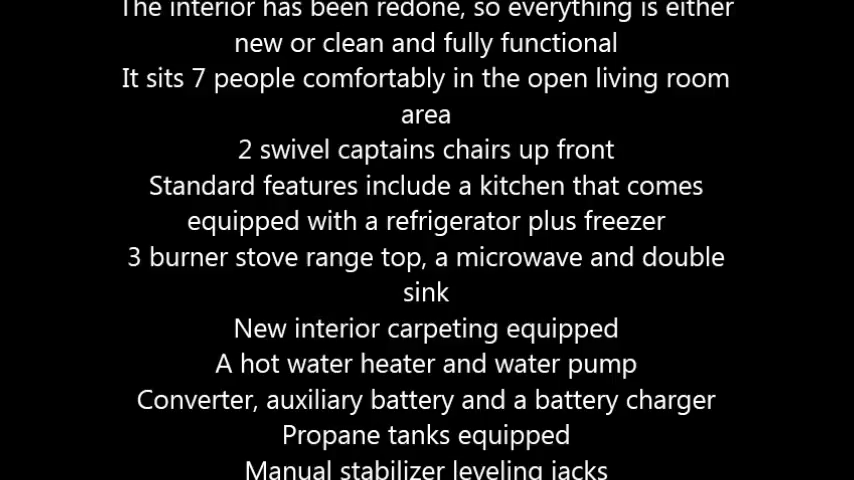 The interior has been redone, so everything is either
new or clean and fully functional
It sits 7 people comfortably in the open living room
area
2 swivel captains chairs up front
Standard features include a kitchen that comes
equipped with a refrigerator plus freezer
3 burner stove range top, a microwave and double
sink
New interior carpeting equipped
A hot water heater and water pump
Converter, auxiliary battery and a battery charger
Propane tanks equipped
Manual stabilizer leveling jacks